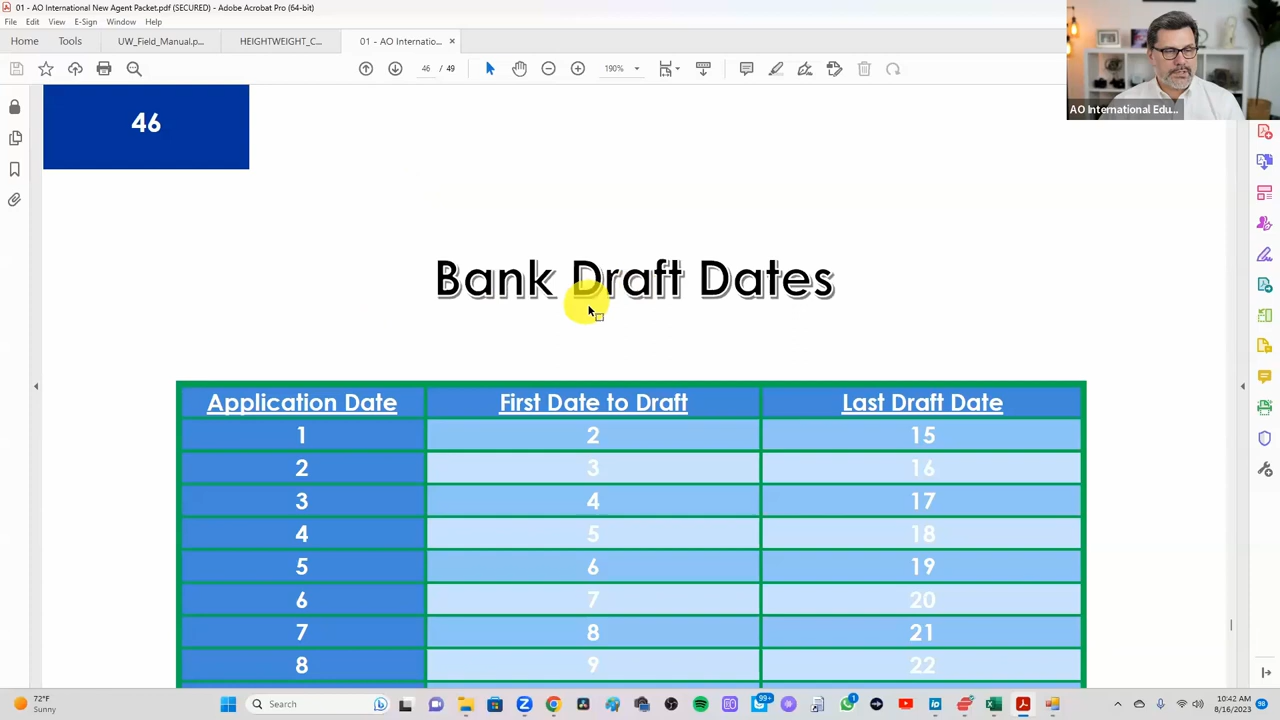 01 - AO International New Agent Packet.pdf (SECURED) - Adobe Acrobat Pro (64-bit)
File Edit View E-Sign Window Help
Home Tools UW_Field_Manual.p... HEIGHTWEIGHT_C... 01 - AO Internatio... ×
46 / 49 190%
AO International Edu...
46
Bank Draft Dates
Application Date First Date to Draft Last Draft Date
1 2 15
2 3 16
3 4 17
4 5 18
5 6 19
6 7 20
7 8 21
8 9 22
72°F
Sunny
Search
99+
1
10:42 AM
8/16/2023
98